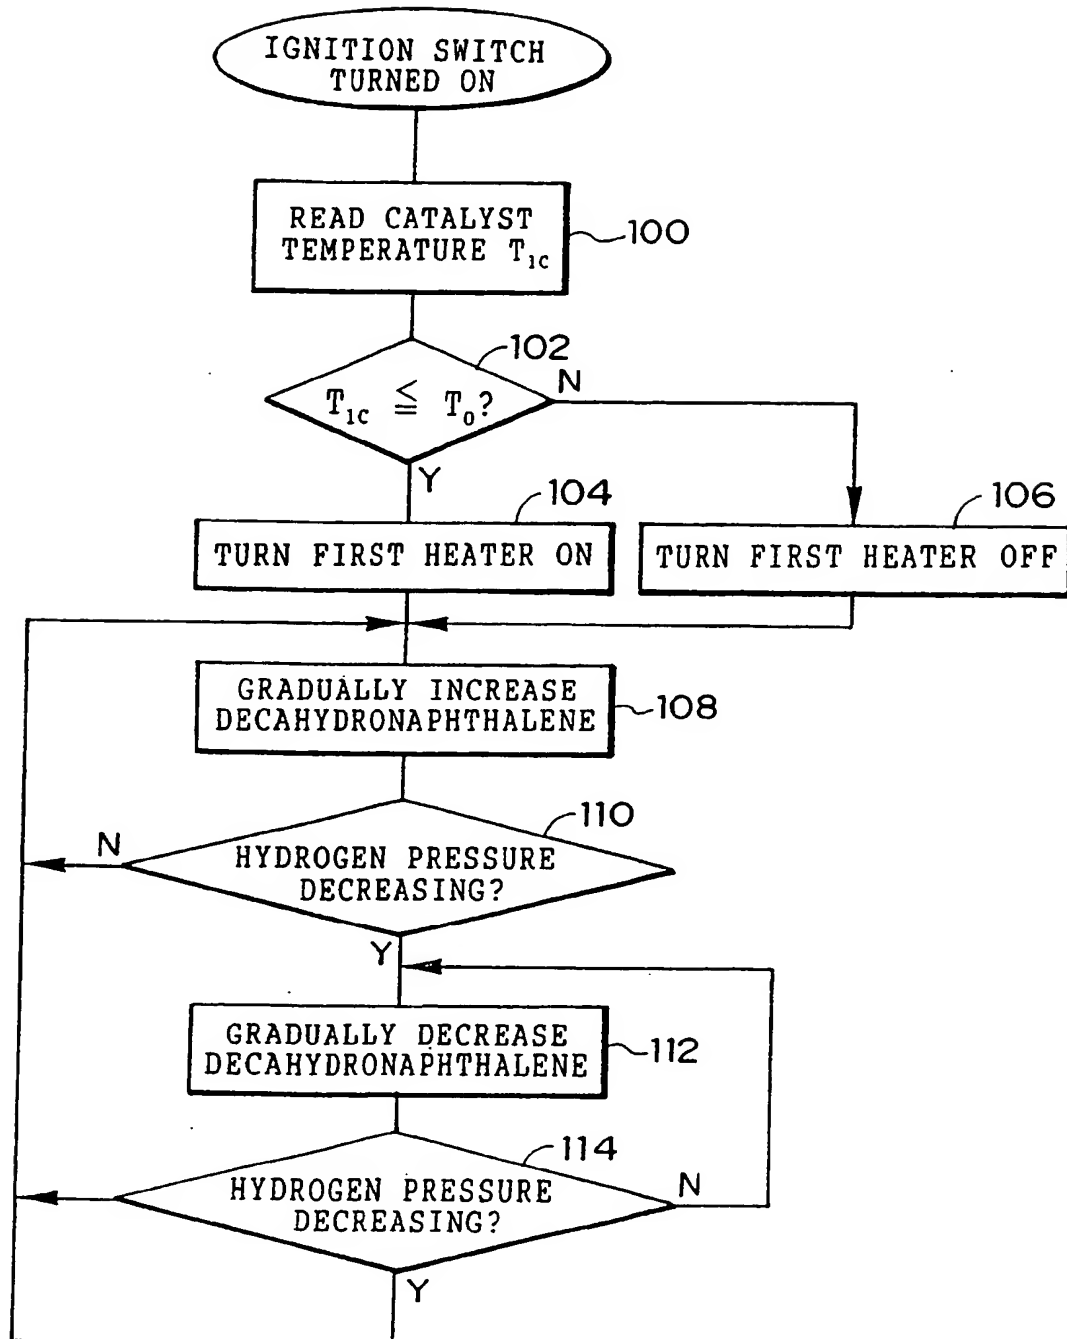 IGNITION SWITCH
TURNED ON
READ CATALYST
TEMPERATURE T1C
100
102
T1C ≦ T0?
N
Y
104
TURN FIRST HEATER ON
106
TURN FIRST HEATER OFF
GRADUALLY INCREASE
DECAHYDRONAPHTHALENE
108
110
N
HYDROGEN PRESSURE
DECREASING?
Y
GRADUALLY DECREASE
DECAHYDRONAPHTHALENE
112
114
HYDROGEN PRESSURE
DECREASING?
N
Y